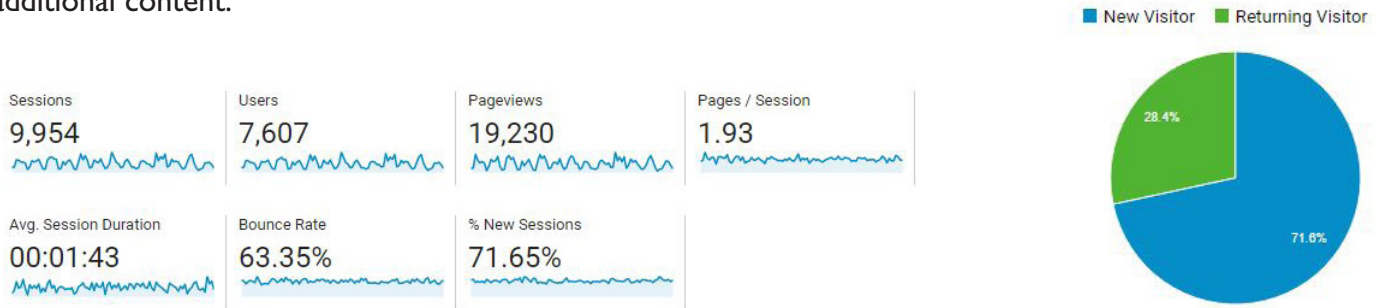 additional content.
New Visitor Returning Visitor
Sessions Users Pageviews Pages / Session
9,954 7,607 19,230 1.93
28.4%
Avg. Session Duration Bounce Rate % New Sessions
00:01:43 63.35% 71.65%
71.6%